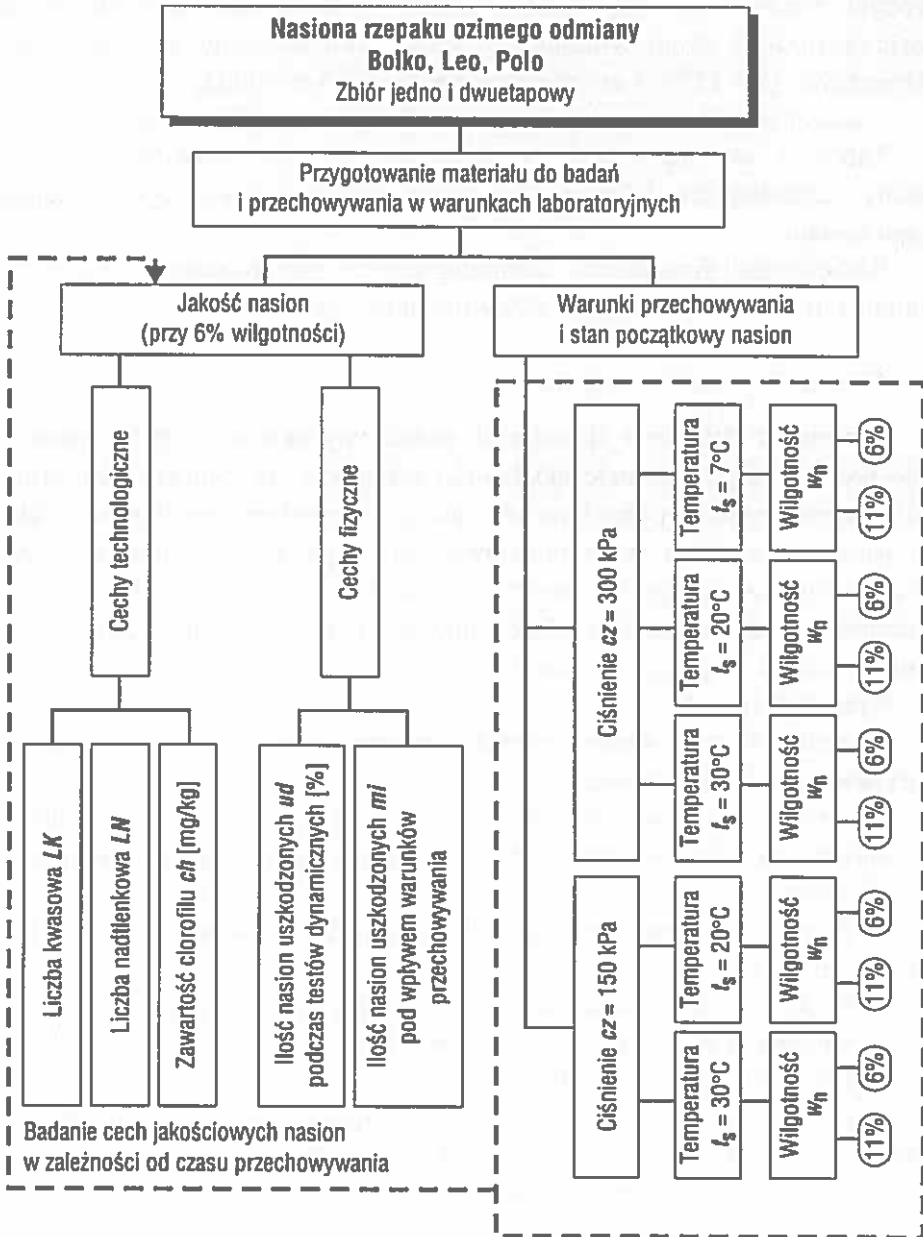 Nasiona rzepaku ozimego odmiany
Bolko, Leo, Polo
Zbiór jedno i dwuetapowy
Przygotowanie materiału do badań
i przechowywania w warunkach laboratoryjnych
Jakość nasion
(przy 6% wilgotności)
Warunki przechowywania
i stan początkowy nasion
Cechy technologiczne
Cechy fizyczne
Liczba kwasowa LK
Liczba nadtlenkowa LN
Zawartość clorofilu ch [mg/kg]
Ilość nasion uszkodzonych ud
podczas testów dynamicznych [%]
Ilość nasion uszkodzonych mi
pod wpływem warunków
przechowywania
Badanie cech jakościowych nasion
w zależności od czasu przechowywania
Ciśnienie cz = 300 kPa
Temperatura
ts = 7°C
Wilgotność
wn
6%
11%
Temperatura
ts = 20°C
Wilgotność
wn
6%
11%
Temperatura
ts = 30°C
Wilgotność
wn
6%
11%
Ciśnienie cz = 150 kPa
Temperatura
ts = 20°C
Wilgotność
wn
6%
11%
Temperatura
ts = 30°C
Wilgotność
wn
6%
11%